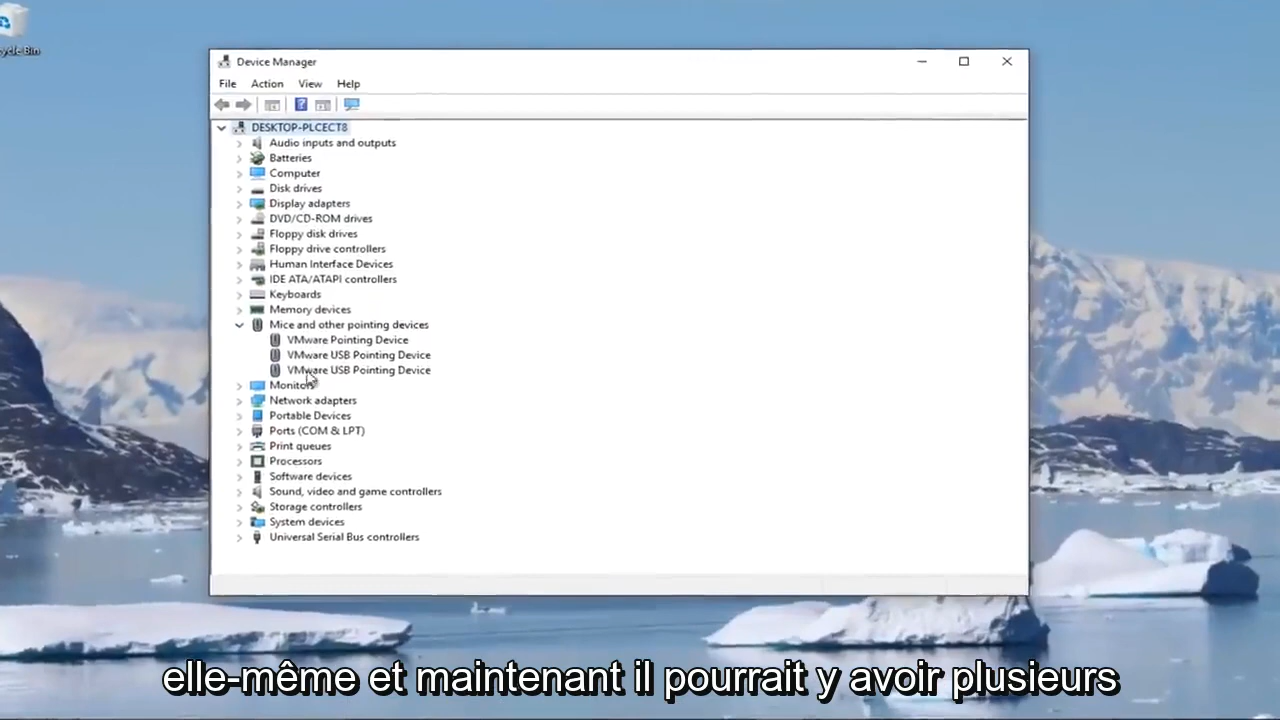 ycle Bin
Device Manager
File Action View Help
DESKTOP-PLCECT8
Audio inputs and outputs
Batteries
Computer
Disk drives
Display adapters
DVD/CD-ROM drives
Floppy disk drives
Floppy drive controllers
Human Interface Devices
IDE ATA/ATAPI controllers
Keyboards
Memory devices
Mice and other pointing devices
VMware Pointing Device
VMware USB Pointing Device
VMware USB Pointing Device
Monitors
Network adapters
Portable Devices
Ports (COM & LPT)
Print queues
Processors
Software devices
Sound, video and game controllers
Storage controllers
System devices
Universal Serial Bus controllers
elle-même et maintenant il pourrait y avoir plusieurs